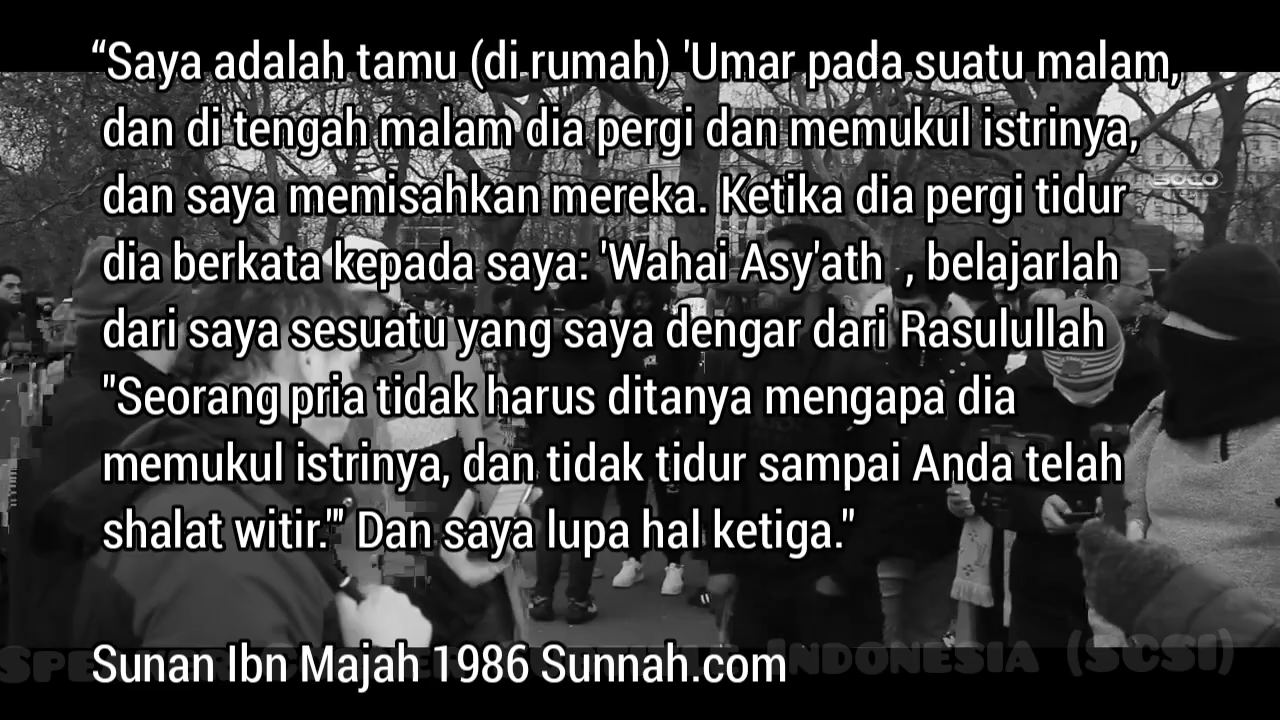 “Saya adalah tamu (di rumah) 'Umar pada suatu malam,
dan di tengah malam dia pergi dan memukul istrinya,
dan saya memisahkan mereka. Ketika dia pergi tidur
dia berkata kepada saya: 'Wahai Asy'ath , belajarlah
dari saya sesuatu yang saya dengar dari Rasulullah
"Seorang pria tidak harus ditanya mengapa dia
memukul istrinya, dan tidak tidur sampai Anda telah
shalat witir.'" Dan saya lupa hal ketiga."
Sunan Ibn Majah 1986 Sunnah.com
Indonesia (SCSI)
SOCO